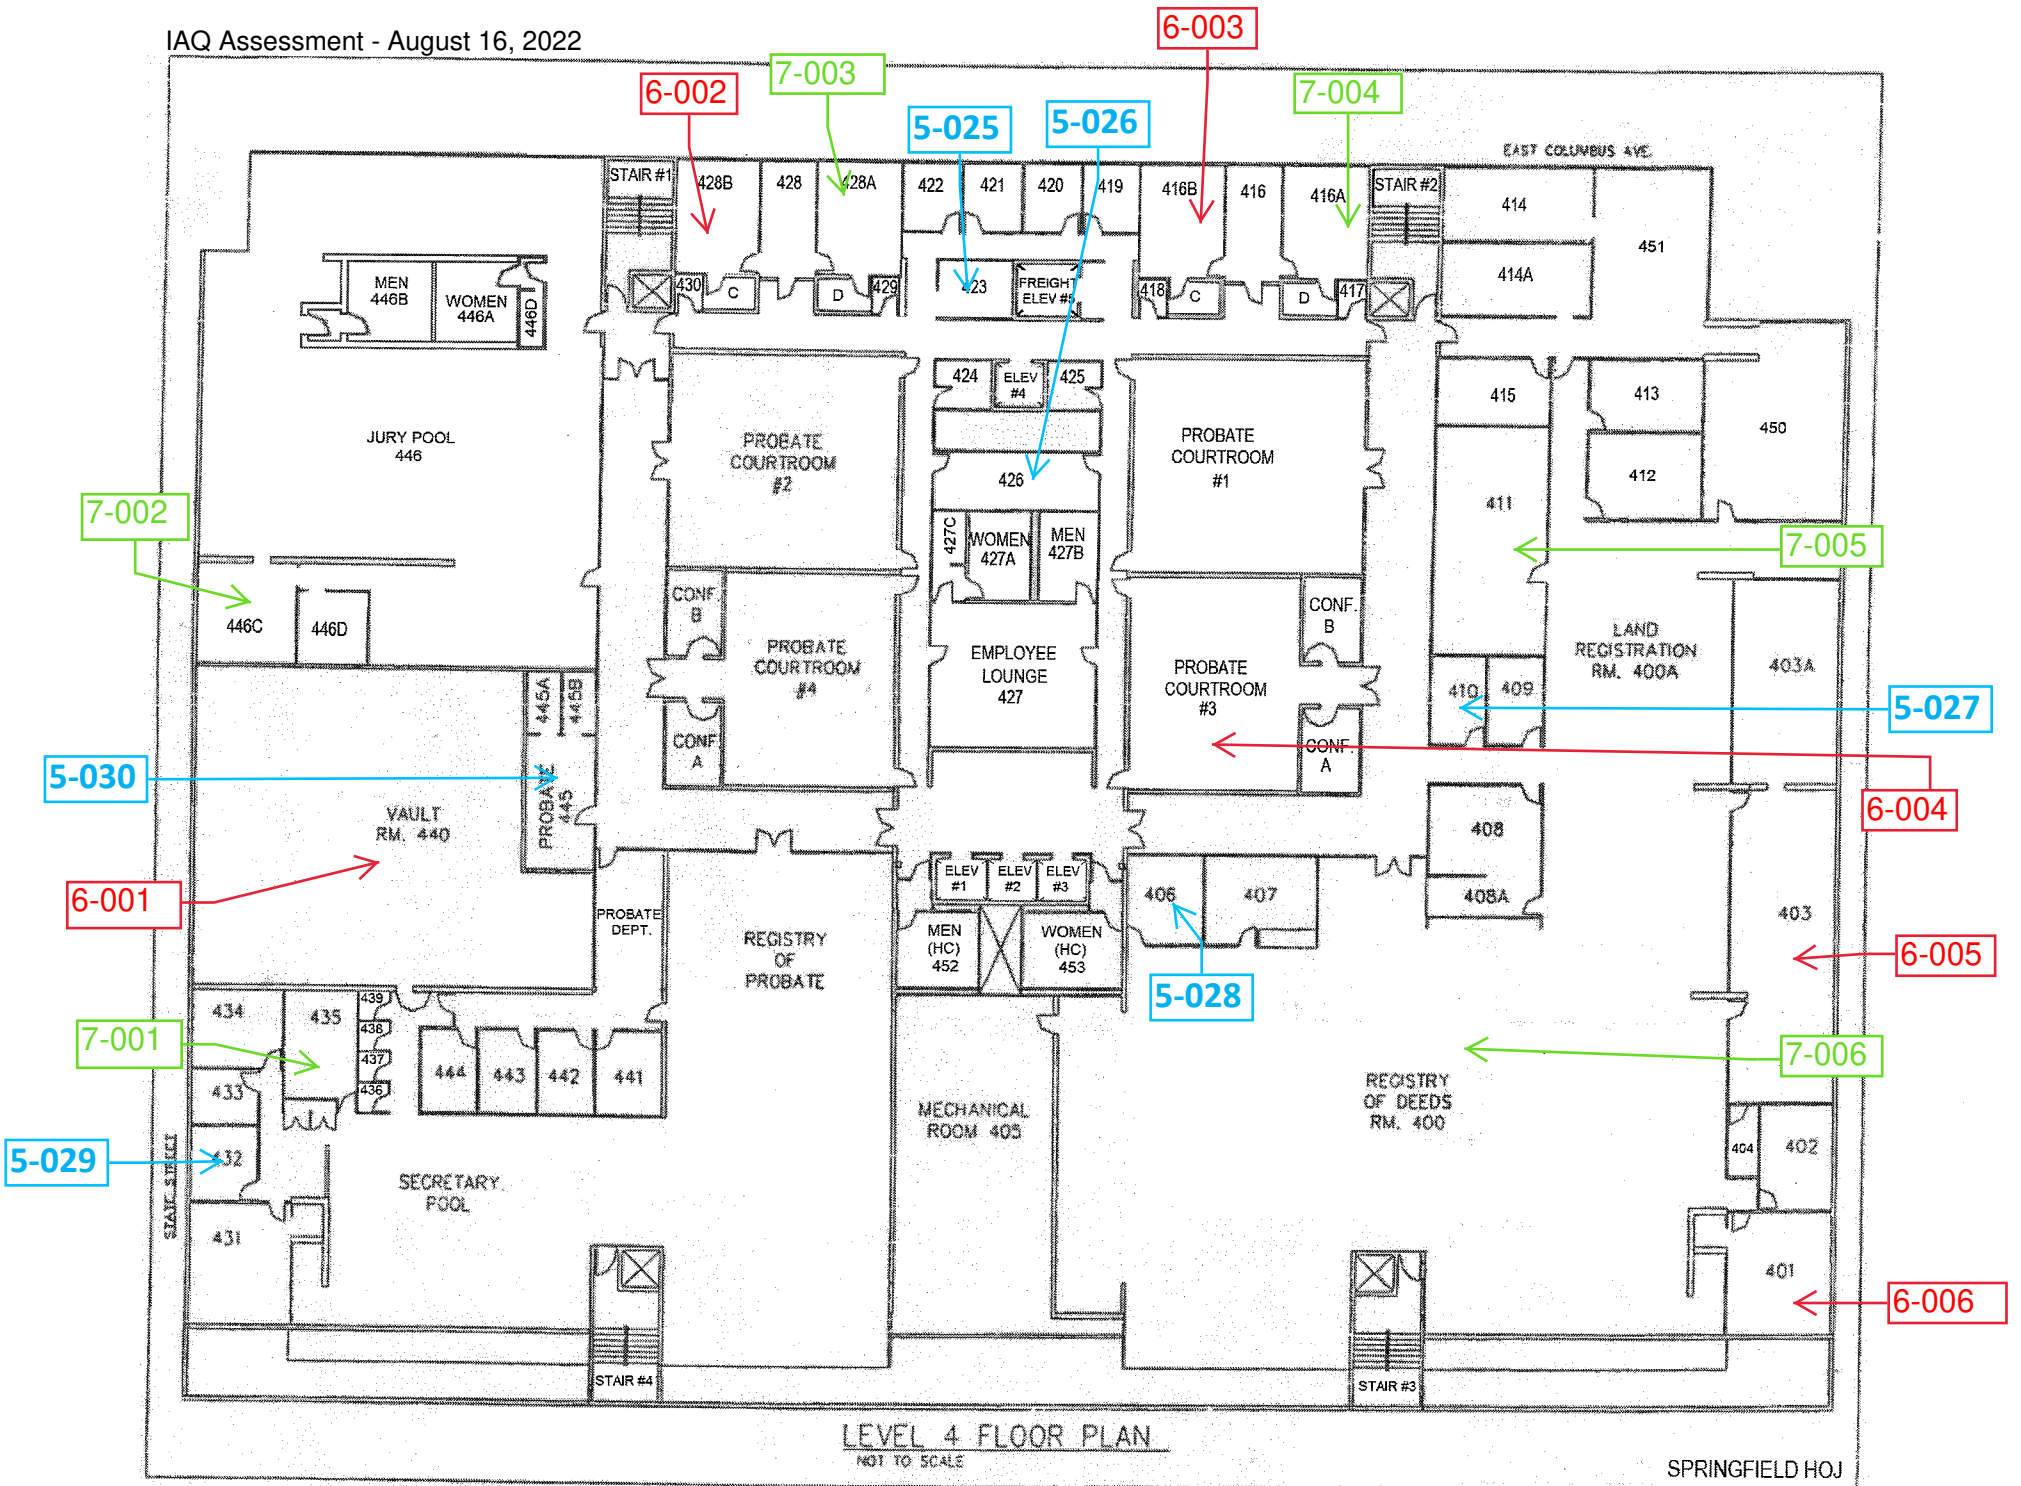 IAQ Assessment - August 16, 2022
6-003
7-003
6-002
7-004
5-025
5-026
EAST COLUMBUS AVE.
STAIR #1
428B
428
428A
422
421
420
419
416B
416
416A
STAIR #2
414
451
414A
MEN
446B
WOMEN
446A
446D
430
C
D
429
423
FREIGHT
ELEV #5
418
C
D
417
424
ELEV
#4
425
415
413
450
JURY POOL
446
PROBATE
COURTROOM
#2
PROBATE
COURTROOM
#1
426
412
411
7-002
427C
WOMEN
427A
MEN
427B
7-005
CONF.
B
CONF.
B
446C
446D
LAND
REGISTRATION
RM. 400A
403A
PROBATE
COURTROOM
#4
EMPLOYEE
LOUNGE
427
PROBATE
COURTROOM
#3
445A
445B
410
409
5-027
CONF.
A
CONF.
A
5-030
PROBATE
445
VAULT
RM. 440
6-004
408
ELEV
#1
ELEV
#2
ELEV
#3
406
407
408A
403
6-001
PROBATE
DEPT.
REGISTRY
OF
PROBATE
MEN
(HC)
452
WOMEN
(HC)
453
6-005
5-028
434
435
439
438
437
436
7-001
7-006
433
444
443
442
441
MECHANICAL
ROOM 405
REGISTRY
OF DEEDS
RM. 400
404
402
5-029
432
STATE STREET
SECRETARY
POOL
431
401
6-006
STAIR #4
STAIR #3
LEVEL 4 FLOOR PLAN
NOT TO SCALE
SPRINGFIELD HOJ